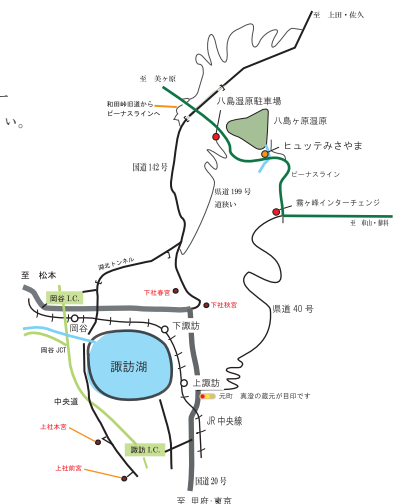 至 上田・佐久
至 美ヶ原
和田峠旧道から
ビーナスラインへ
い。
八島湿原駐車場
八島ヶ原湿原
ヒュッテみさやま
国道142号
ビーナスライン
県道199号
道狭い
霧ヶ峰インターチェンジ
至 車山・蓼科
湖北トンネル
至 松本
下社春宮
岡谷I.C.
下社秋宮
県道40号
岡谷
下諏訪
岡谷JCT
諏訪湖
上諏訪
中央道
元町 真澄の蔵元が目印です
上社本宮
JR中央線
諏訪I.C.
上社前宮
国道20号
至 甲府・東京